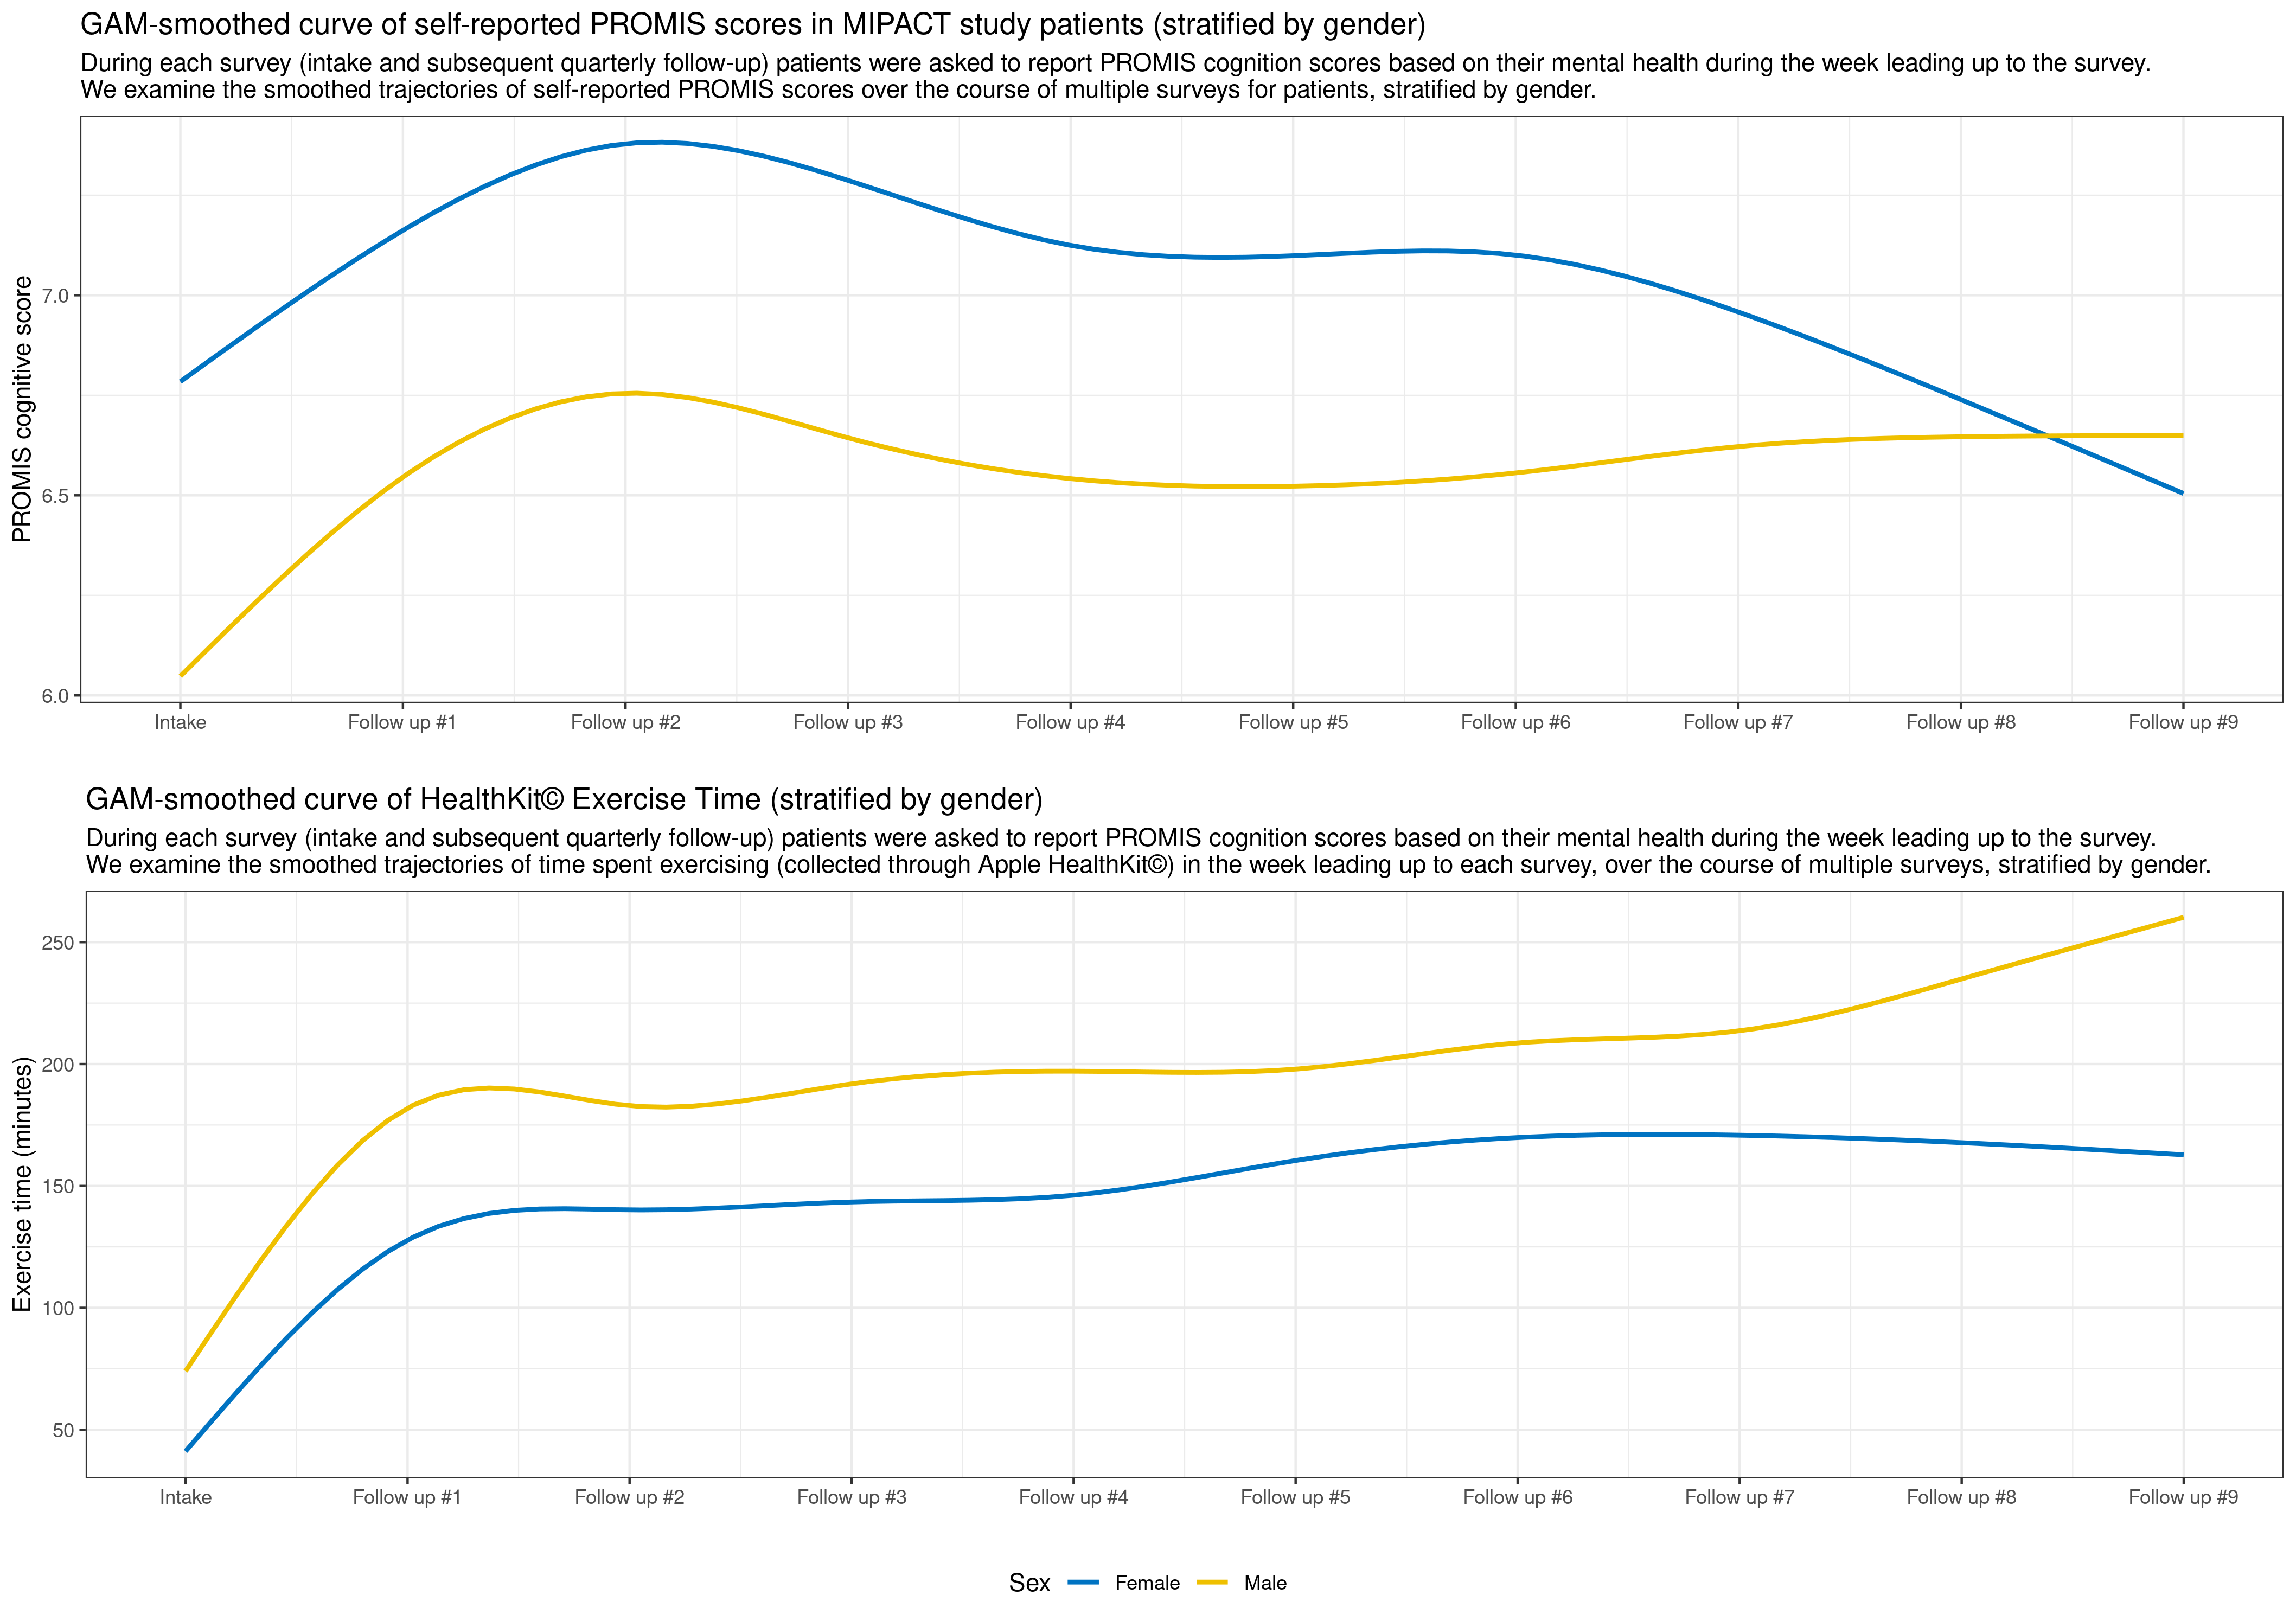 GAM-smoothed curve of self-reported PROMIS scores in MIPACT study patients (stratified by gender)
During each survey (intake and subsequent quarterly follow-up) patients were asked to report PROMIS cognition scores based on their mental health during the week leading up to the survey.
We examine the smoothed trajectories of self-reported PROMIS scores over the course of multiple surveys for patients, stratified by gender.
PROMIS cognitive score
7.0
6.5
6.0
Intake Follow up #1 Follow up #2 Follow up #3 Follow up #4 Follow up #5 Follow up #6 Follow up #7 Follow up #8 Follow up #9
GAM-smoothed curve of HealthKit© Exercise Time (stratified by gender)
During each survey (intake and subsequent quarterly follow-up) patients were asked to report PROMIS cognition scores based on their mental health during the week leading up to the survey.
We examine the smoothed trajectories of time spent exercising (collected through Apple HealthKit©) in the week leading up to each survey, over the course of multiple surveys, stratified by gender.
Exercise time (minutes)
250
200
150
100
50
Intake Follow up #1 Follow up #2 Follow up #3 Follow up #4 Follow up #5 Follow up #6 Follow up #7 Follow up #8 Follow up #9
Sex Female Male